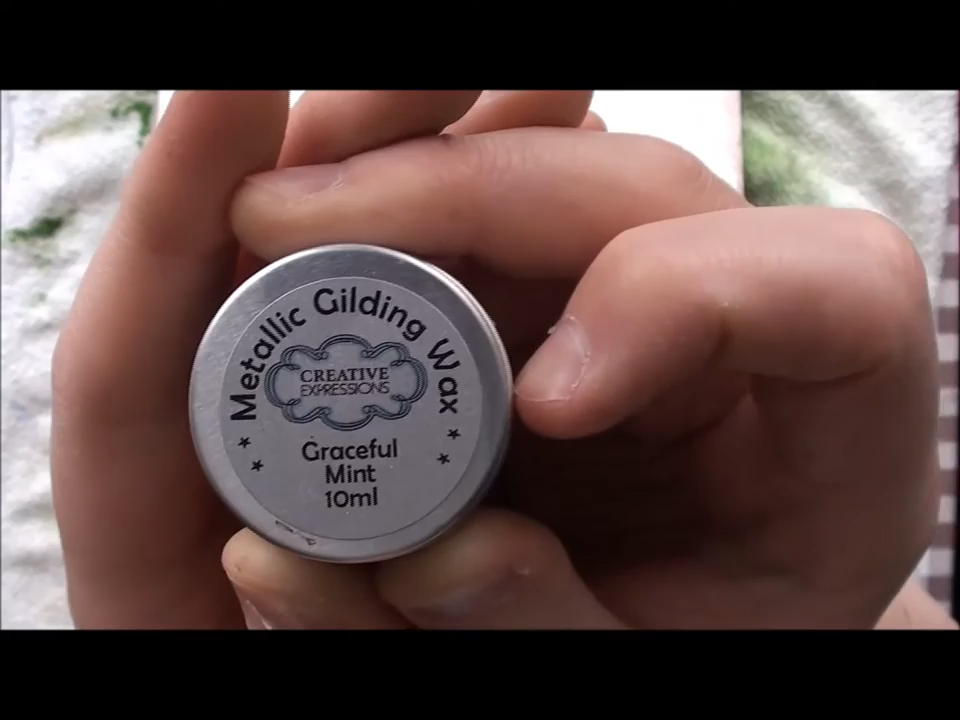 Metallic Gilding Wax
CREATIVE
EXPRESSIONS
Graceful
Mint
10ml